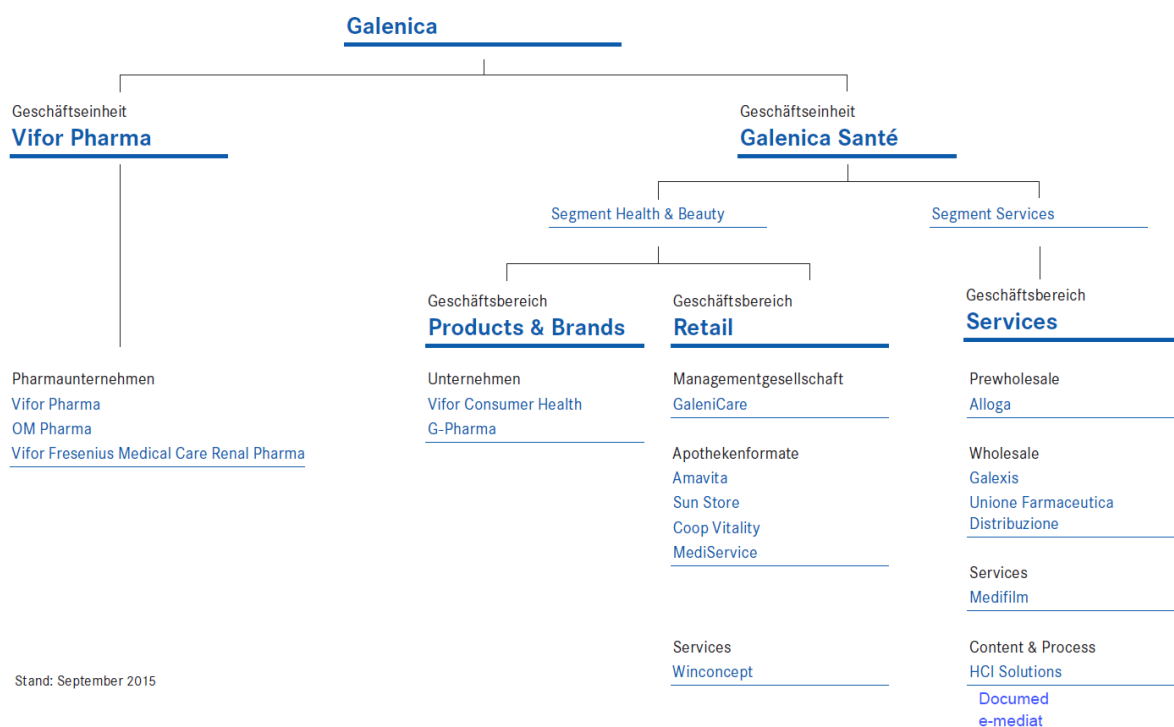 Galenica
Geschäftseinheit
Vifor Pharma
Geschäftseinheit
Galenica Santé
Segment Health & Beauty
Segment Services
Geschäftsbereich
Products & Brands
Geschäftsbereich
Retail
Geschäftsbereich
Services
Pharmaunternehmen
Vifor Pharma
OM Pharma
Vifor Fresenius Medical Care Renal Pharma
Unternehmen
Vifor Consumer Health
G-Pharma
Managementgesellschaft
GaleniCare
Apothekenformate
Amavita
Sun Store
Coop Vitality
MediService
Services
Winconcept
Prewholesale
Alloga
Wholesale
Galexis
Unione Farmaceutica
Distribuzione
Services
Medifilm
Content & Process
HCI Solutions
Documed
e-mediat
Stand: September 2015